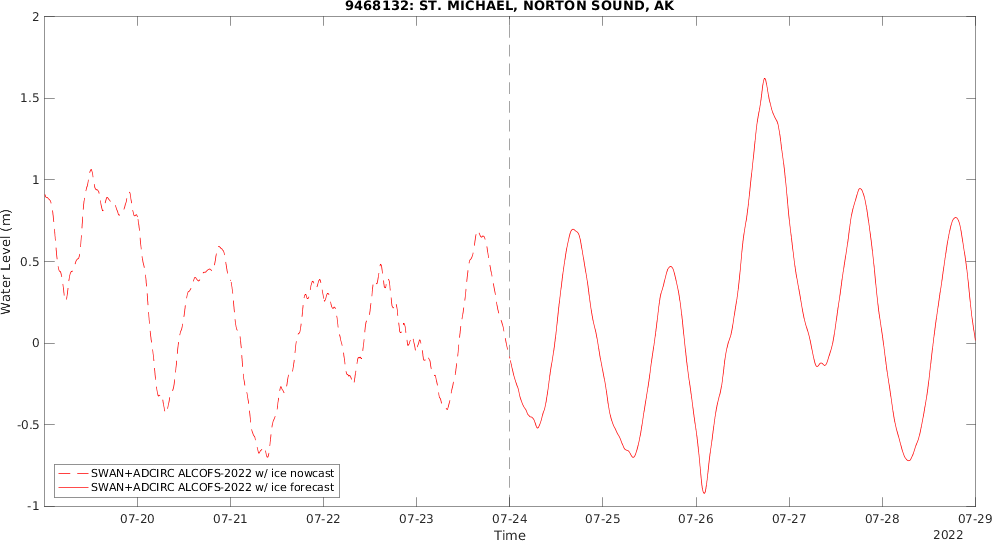 9468132: ST. MICHAEL, NORTON SOUND, AK
2
1.5
1
0.5
0
-0.5
-1
Water Level (m)
SWAN+ADCIRC ALCOFS-2022 w/ ice nowcast
SWAN+ADCIRC ALCOFS-2022 w/ ice forecast
07-20 07-21 07-22 07-23 07-24 07-25 07-26 07-27 07-28 07-29
Time
2022